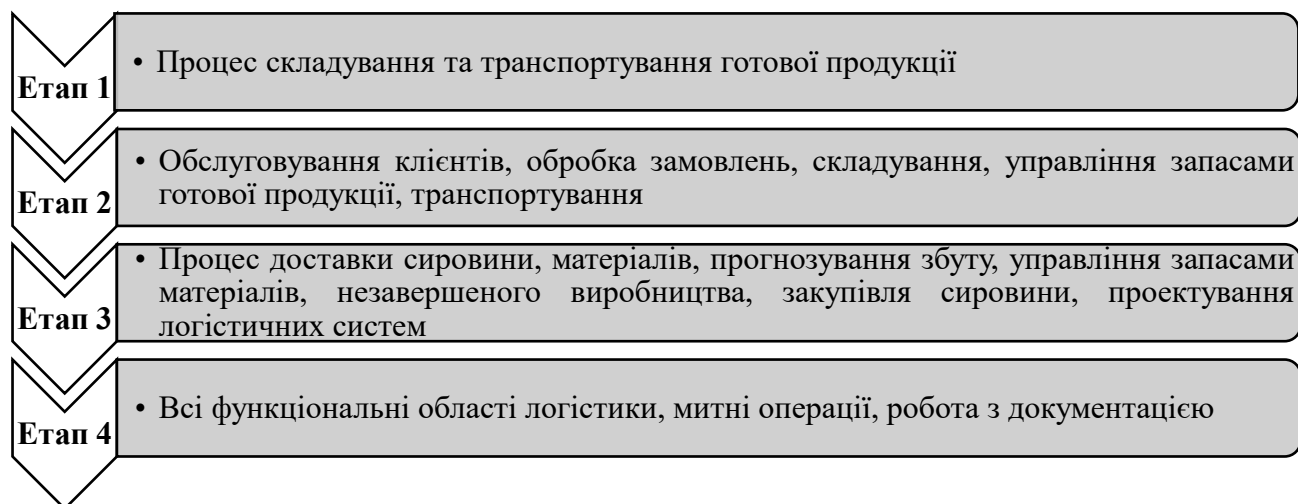 Етап 1
• Процес складування та транспортування готової продукції
Етап 2
• Обслуговування клієнтів, обробка замовлень, складування, управління запасами
готової продукції, транспортування
Етап 3
• Процес доставки сировини, матеріалів, прогнозування збуту, управління запасами
матеріалів, незавершеного виробництва, закупівля сировини, проектування
логістичних систем
Етап 4
• Всі функціональні області логістики, митні операції, робота з документацією